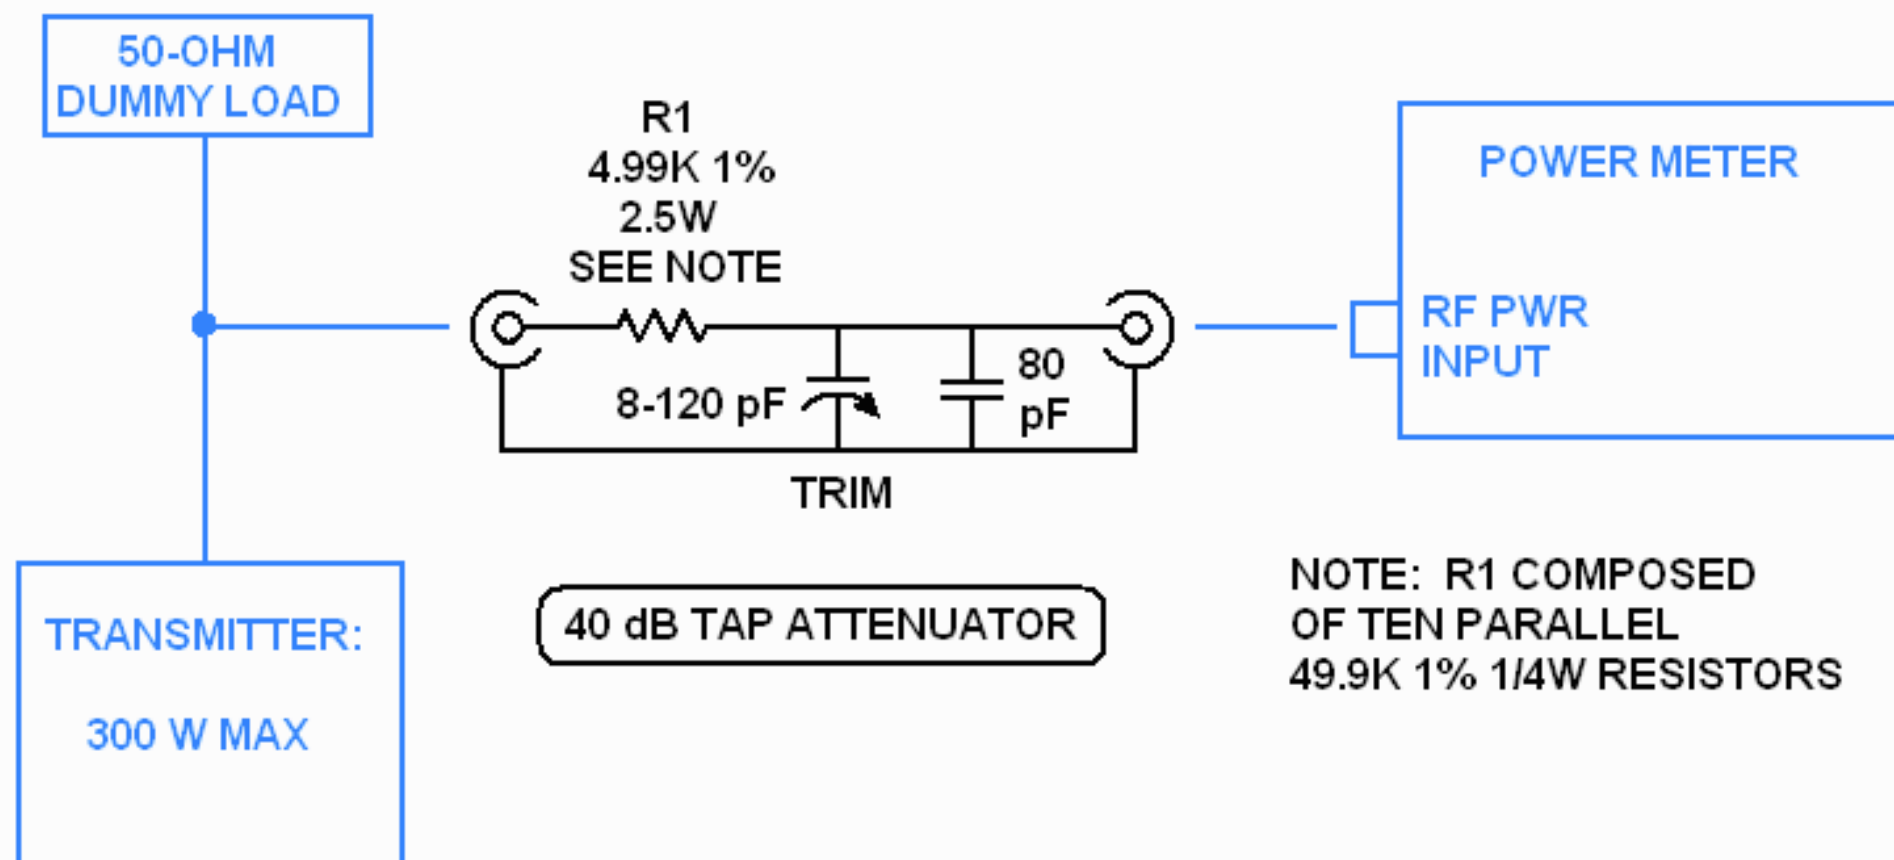 50-OHM
DUMMY LOAD
R1
4.99K 1%
2.5W
SEE NOTE
8-120 pF
80
pF
TRIM
POWER METER
RF PWR
INPUT
TRANSMITTER:
300 W MAX
40 dB TAP ATTENUATOR
NOTE:  R1 COMPOSED
OF TEN PARALLEL
49.9K 1% 1/4W RESISTORS